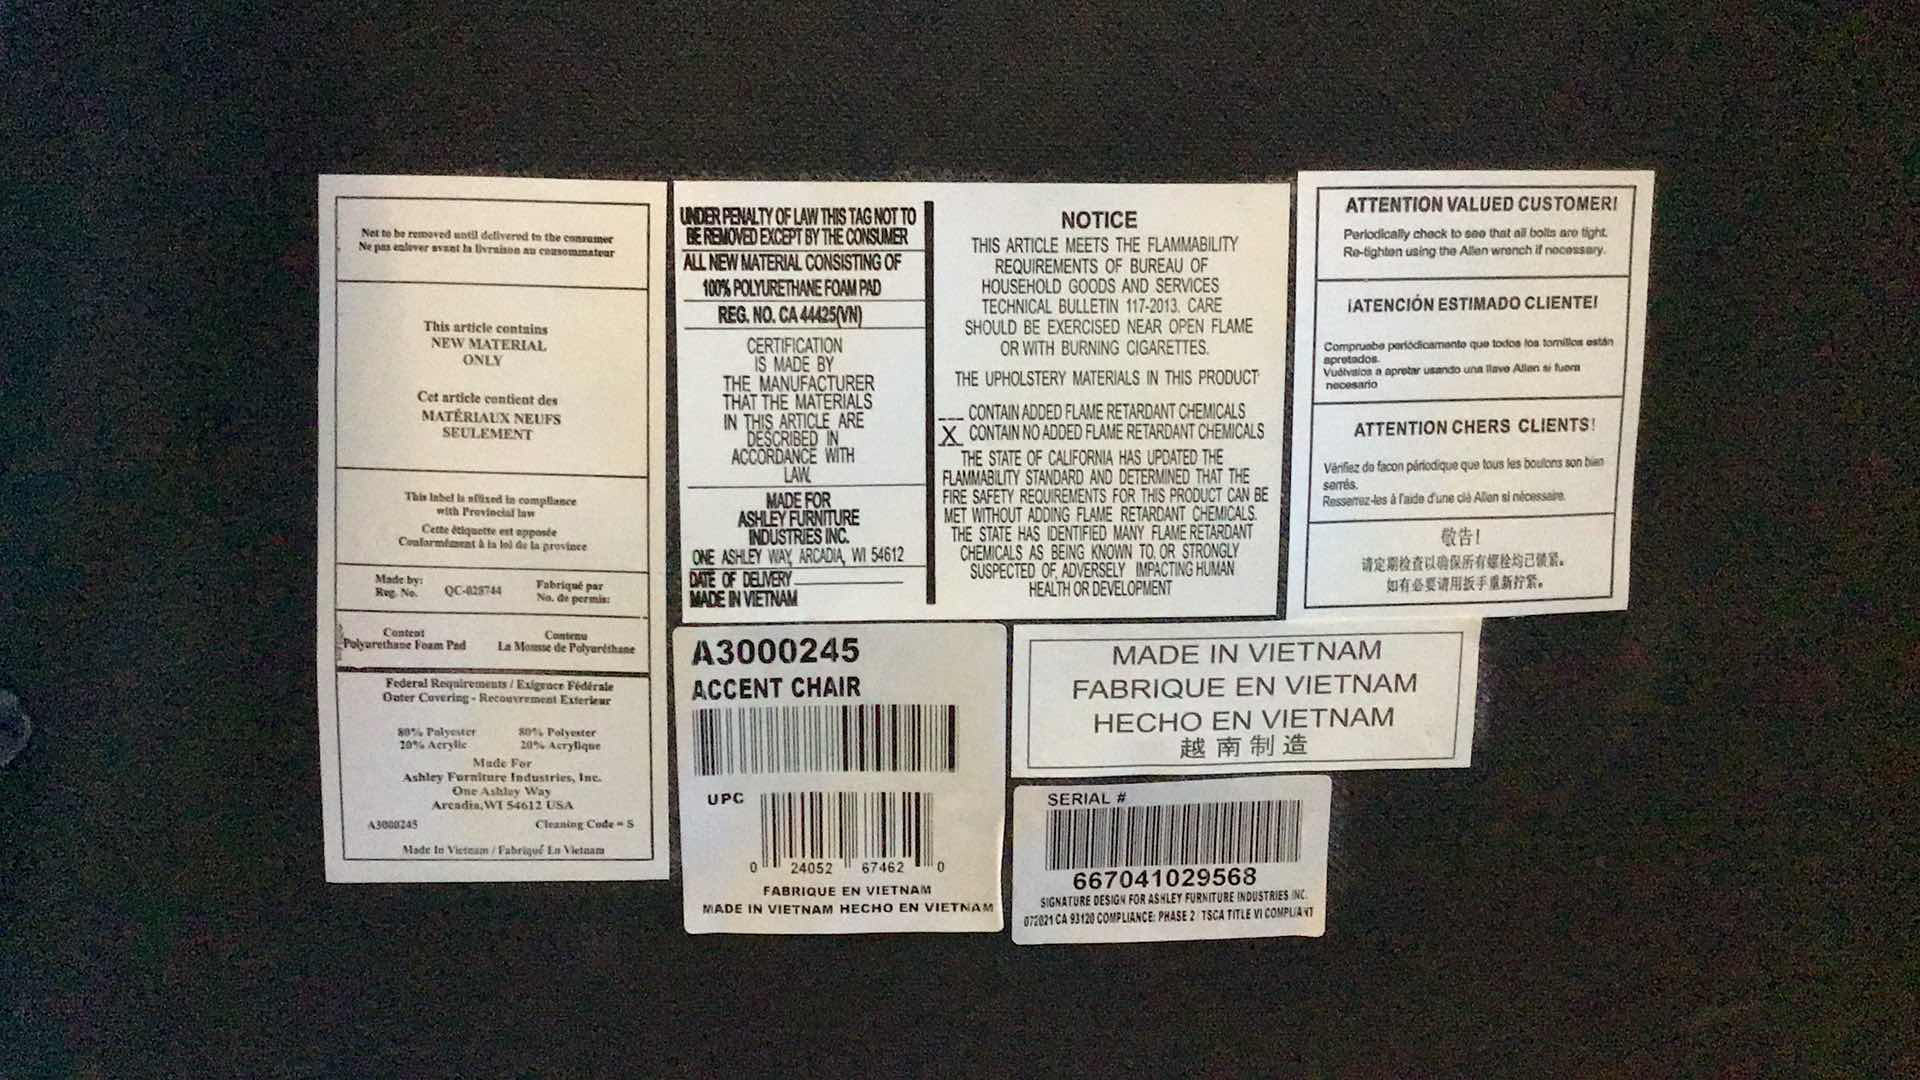 Not to be removed until delivered to the consumer
Ne pas enlever avant la livraison au consommateur
This article contains
NEW MATERIAL
ONLY
Cet article contient des
MATÉRIAUX NEUFS
SEULEMENT
This label is affixed in compliance
with Provincial law
Cette étiquette est apposée
Conformément à la loi de la province
Made by:
Reg. No.
QC-028744
Fabriqué par
No. de permis:
Content
Polyurethane Foam Pad
Contenu
La Mousse de Polyuréthane
Federal Requirements / Exigence Fédérale
Outer Covering - Recouvrement Exterieur
80% Polyester 80% Polyester
20% Acrylic 20% Acrylique
Made For
Ashley Furniture Industries, Inc.
One Ashley Way
Arcadia,WI 54612 USA
A3000245 Cleaning Code = S
Made In Vietnam / Fabriqué En Vietnam
UNDER PENALTY OF LAW THIS TAG NOT TO
BE REMOVED EXCEPT BY THE CONSUMER
ALL NEW MATERIAL CONSISTING OF
100% POLYURETHANE FOAM PAD
REG. NO. CA 44425(VN)
CERTIFICATION
IS MADE BY
THE MANUFACTURER
THAT THE MATERIALS
IN THIS ARTICLE ARE
DESCRIBED IN
ACCORDANCE WITH
LAW.
MADE FOR
ASHLEY FURNITURE
INDUSTRIES INC.
ONE ASHLEY WAY, ARCADIA, WI 54612
DATE OF DELIVERY
MADE IN VIETNAM
NOTICE
THIS ARTICLE MEETS THE FLAMMABILITY
REQUIREMENTS OF BUREAU OF
HOUSEHOLD GOODS AND SERVICES
TECHNICAL BULLETIN 117-2013. CARE
SHOULD BE EXERCISED NEAR OPEN FLAME
OR WITH BURNING CIGARETTES.
THE UPHOLSTERY MATERIALS IN THIS PRODUCT
___ CONTAIN ADDED FLAME RETARDANT CHEMICALS
X CONTAIN NO ADDED FLAME RETARDANT CHEMICALS
THE STATE OF CALIFORNIA HAS UPDATED THE
FLAMMABILITY STANDARD AND DETERMINED THAT THE
FIRE SAFETY REQUIREMENTS FOR THIS PRODUCT CAN BE
MET WITHOUT ADDING FLAME RETARDANT CHEMICALS.
THE STATE HAS IDENTIFIED MANY FLAME RETARDANT
CHEMICALS AS BEING KNOWN TO, OR STRONGLY
SUSPECTED OF, ADVERSELY IMPACTING HUMAN
HEALTH OR DEVELOPMENT
ATTENTION VALUED CUSTOMER!
Periodically check to see that all bolts are tight.
Re-tighten using the Allen wrench if necessary.
¡ATENCIÓN ESTIMADO CLIENTE!
Compruebe periódicamente que todos los tornillos están
apretados.
Vuélvalos a apretar usando una llave Allen si fuera
necesario
ATTENTION CHERS CLIENTS!
Vérifiez de facon périodique que tous les boulons son bien
serrés.
Resserrez-les à l'aide d'une clé Allen si nécessaire.
敬告!
请定期检查以确保所有螺栓均已锁紧。
如有必要请用扳手重新拧紧。
A3000245
ACCENT CHAIR
UPC
0 24052 67462 0
FABRIQUE EN VIETNAM
MADE IN VIETNAM HECHO EN VIETNAM
MADE IN VIETNAM
FABRIQUE EN VIETNAM
HECHO EN VIETNAM
越南制造
SERIAL #
667041029568
SIGNATURE DESIGN FOR ASHLEY FURNITURE INDUSTRIES INC.
072021 CA 93120 COMPLIANCE: PHASE 2 / TSCA TITLE VI COMPLIANT